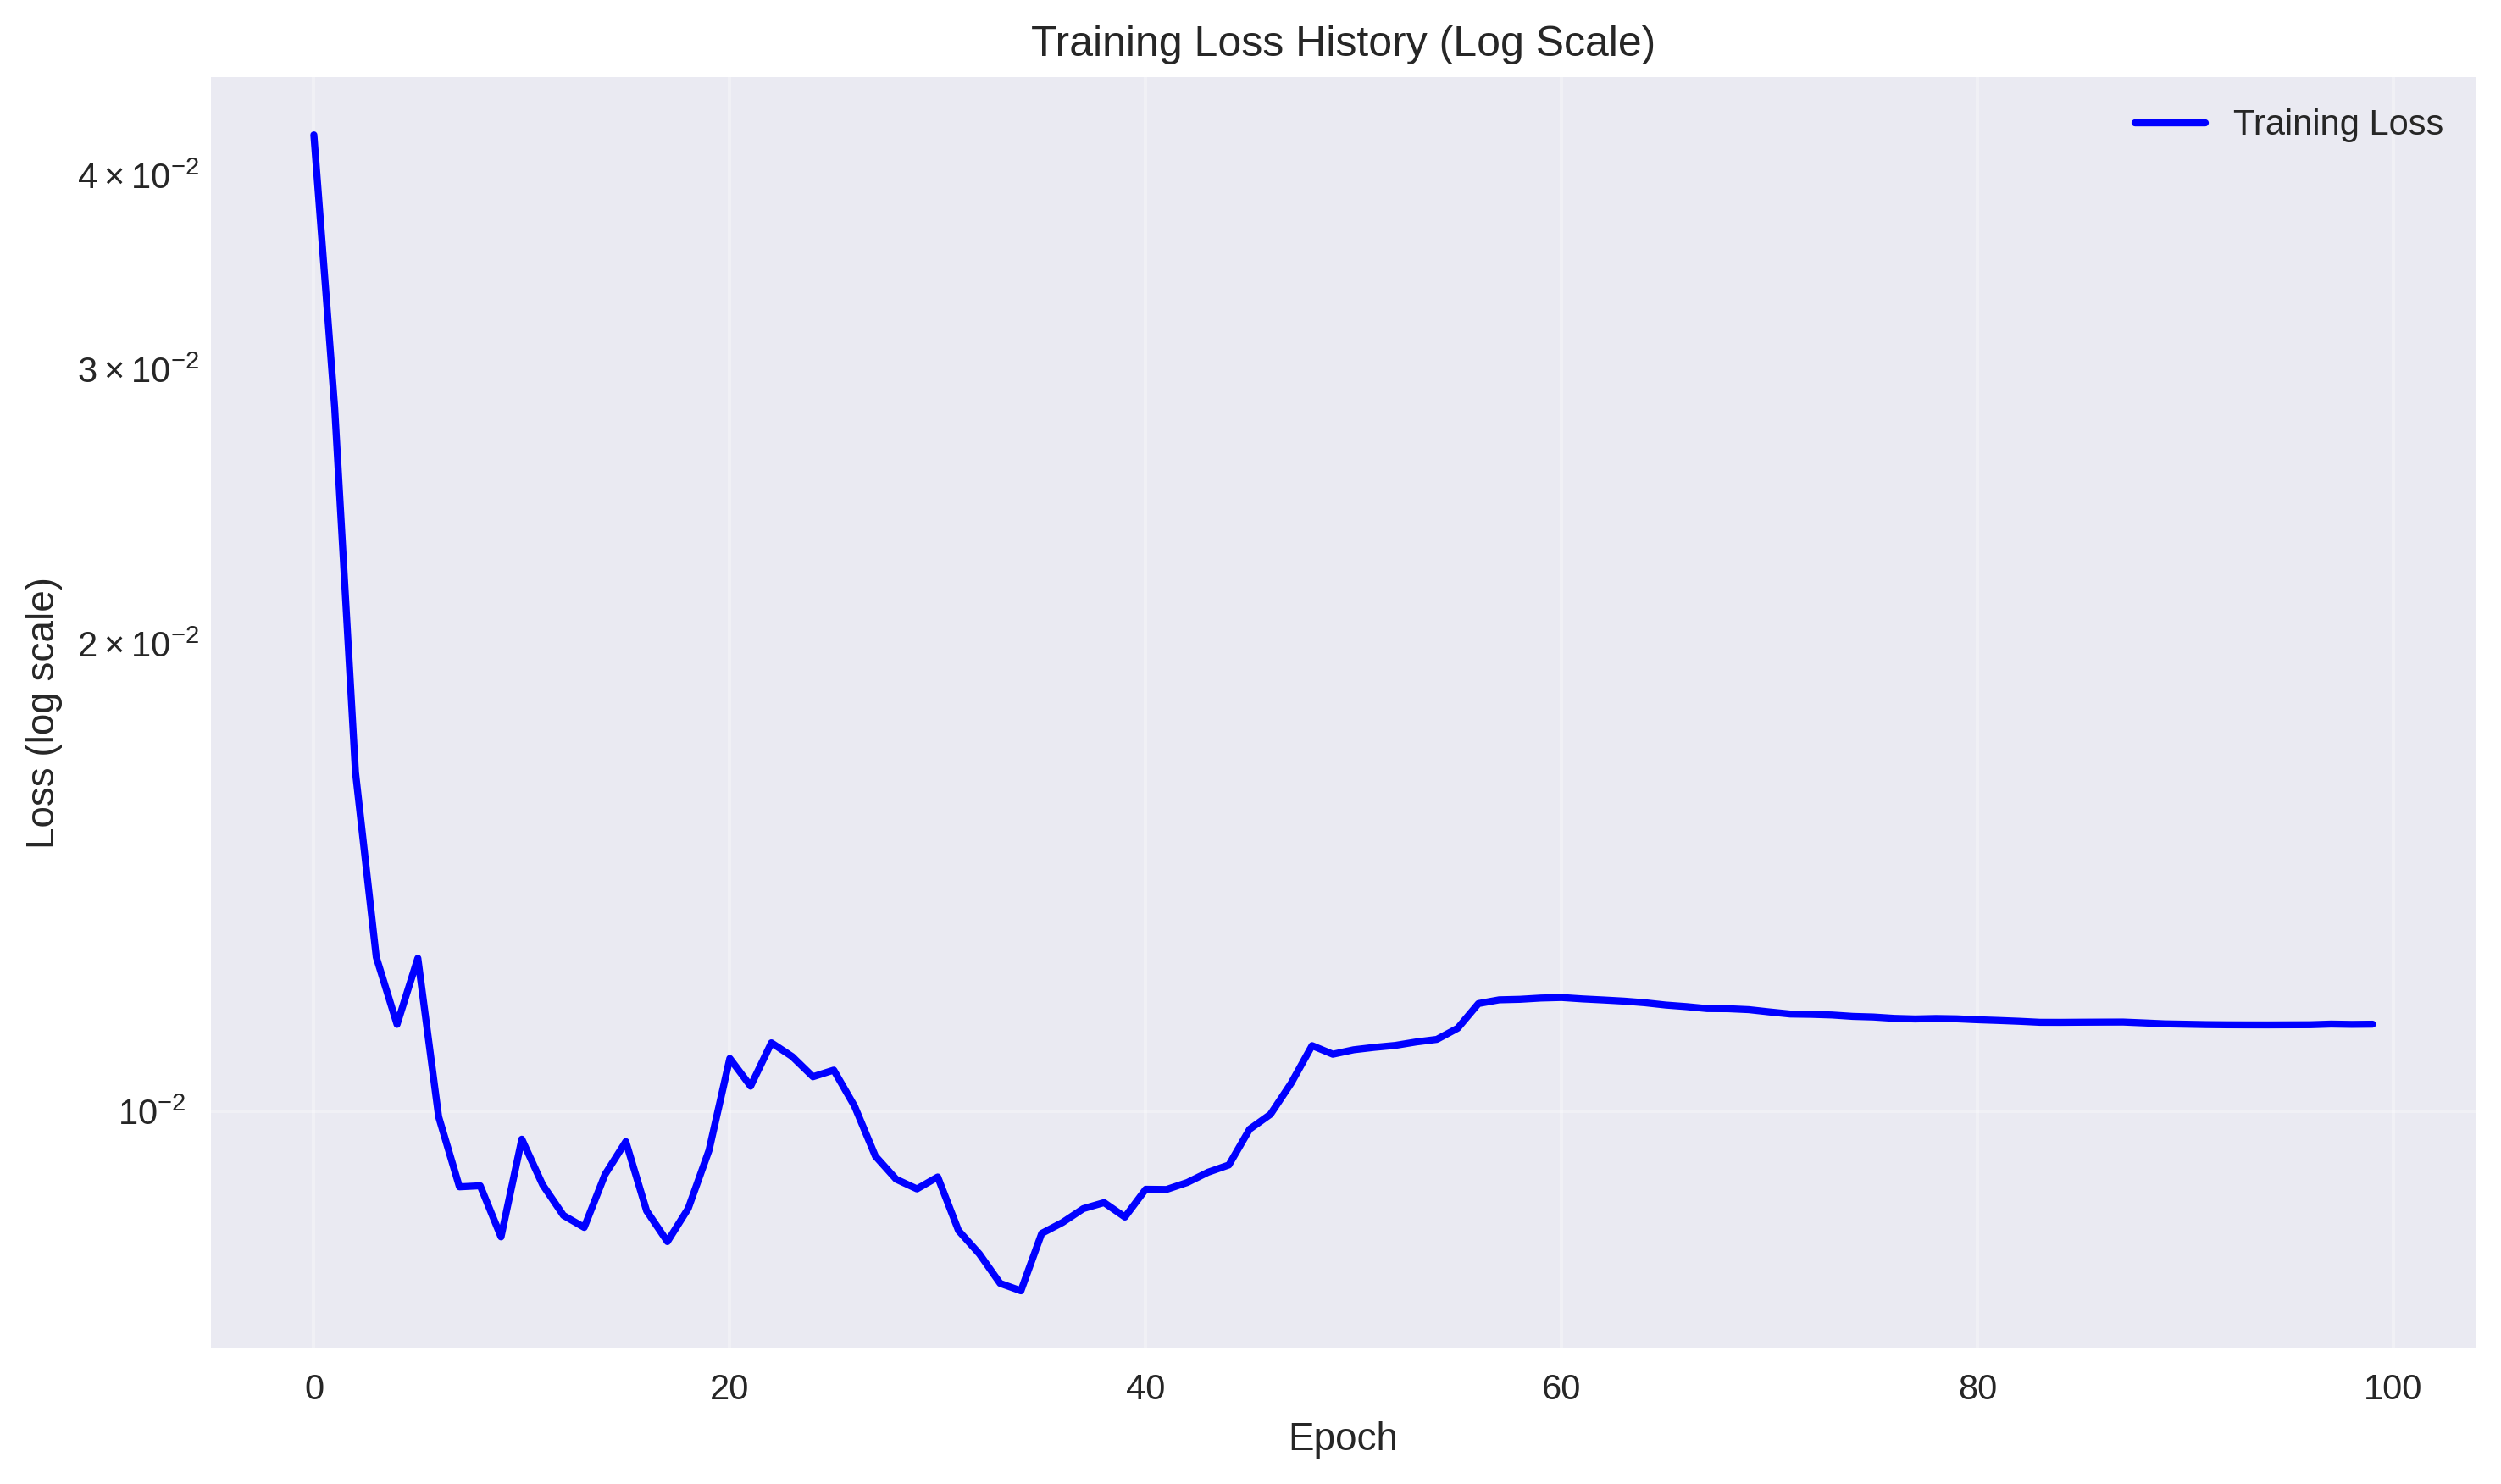 Training Loss History (Log Scale)
Training Loss
4 × 10⁻²
3 × 10⁻²
2 × 10⁻²
10⁻²
Loss (log scale)
0 20 40 60 80 100
Epoch